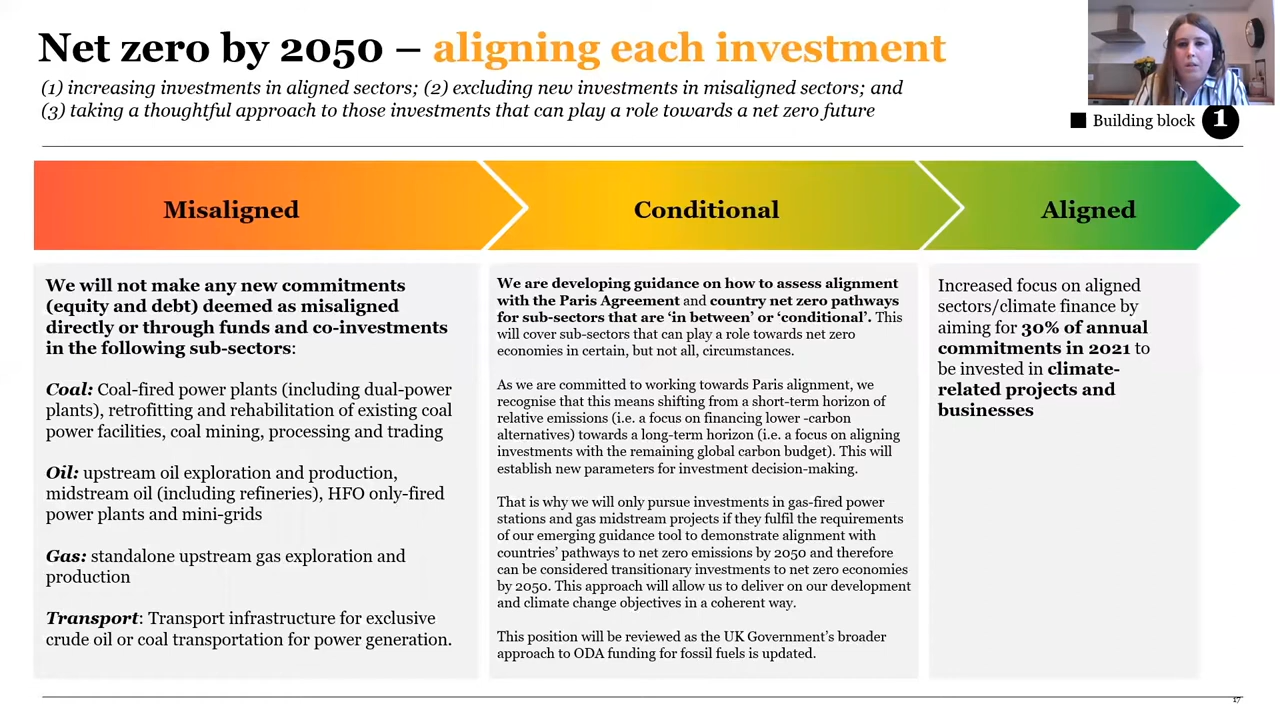 Net zero by 2050 – aligning each investment
(1) increasing investments in aligned sectors; (2) excluding new investments in misaligned sectors; and
(3) taking a thoughtful approach to those investments that can play a role towards a net zero future
Building block 1
Misaligned
Conditional
Aligned
We will not make any new commitments
(equity and debt) deemed as misaligned
directly or through funds and co-investments
in the following sub-sectors:
Coal: Coal-fired power plants (including dual-power
plants), retrofitting and rehabilitation of existing coal
power facilities, coal mining, processing and trading
Oil: upstream oil exploration and production,
midstream oil (including refineries), HFO only-fired
power plants and mini-grids
Gas: standalone upstream gas exploration and
production
Transport: Transport infrastructure for exclusive
crude oil or coal transportation for power generation.
We are developing guidance on how to assess alignment
with the Paris Agreement and country net zero pathways
for sub-sectors that are ‘in between’ or ‘conditional’. This
will cover sub-sectors that can play a role towards net zero
economies in certain, but not all, circumstances.
As we are committed to working towards Paris alignment, we
recognise that this means shifting from a short-term horizon of
relative emissions (i.e. a focus on financing lower -carbon
alternatives) towards a long-term horizon (i.e. a focus on aligning
investments with the remaining global carbon budget). This will
establish new parameters for investment decision-making.
That is why we will only pursue investments in gas-fired power
stations and gas midstream projects if they fulfil the requirements
of our emerging guidance tool to demonstrate alignment with
countries’ pathways to net zero emissions by 2050 and therefore
can be considered transitionary investments to net zero economies
by 2050. This approach will allow us to deliver on our development
and climate change objectives in a coherent way.
This position will be reviewed as the UK Government’s broader
approach to ODA funding for fossil fuels is updated.
Increased focus on aligned
sectors/climate finance by
aiming for 30% of annual
commitments in 2021 to
be invested in climate-
related projects and
businesses
17